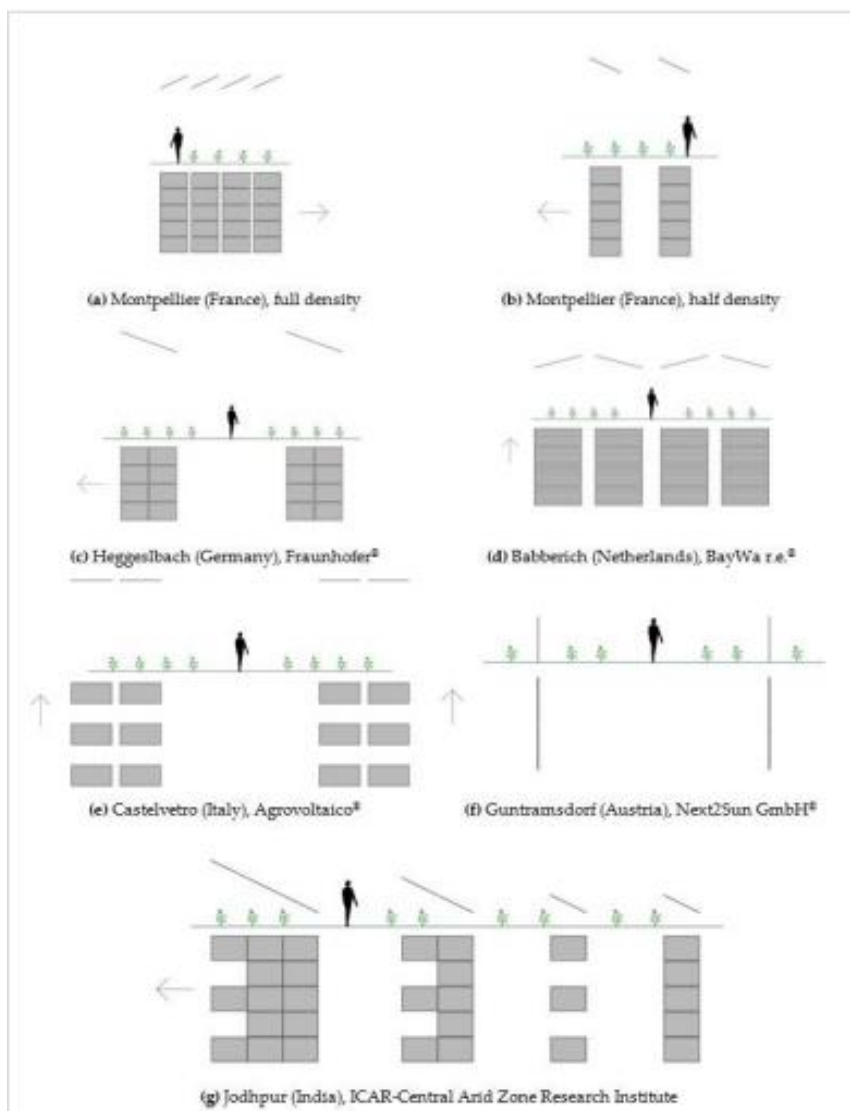 (a) Montpellier (France), full density
(b) Montpellier (France), half density
(c) Heggeslbach (Germany), Fraunhofer®
(d) Babberich (Netherlands), BayWa r.e.®
(e) Castelvetro (Italy), Agrovoltaico®
(f) Guntramsdorf (Austria), Next2Sun GmbH®
(g) Jodhpur (India), ICAR-Central Arid Zone Research Institute